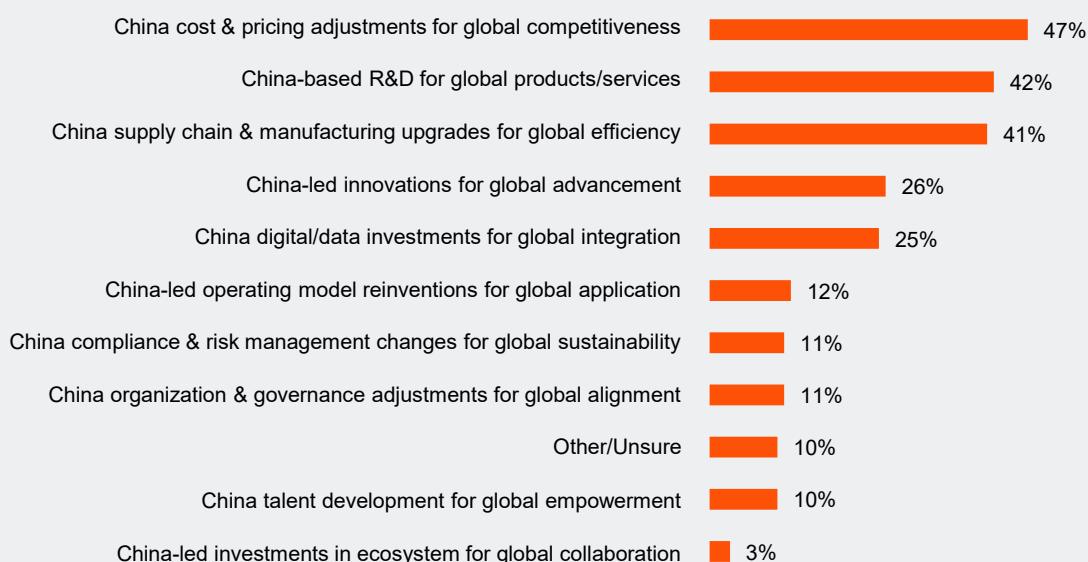 China cost & pricing adjustments for global competitiveness 47%
China-based R&D for global products/services 42%
China supply chain & manufacturing upgrades for global efficiency 41%
China-led innovations for global advancement 26%
China digital/data investments for global integration 25%
China-led operating model reinventions for global application 12%
China compliance & risk management changes for global sustainability 11%
China organization & governance adjustments for global alignment 11%
Other/Unsure 10%
China talent development for global empowerment 10%
China-led investments in ecosystem for global collaboration 3%